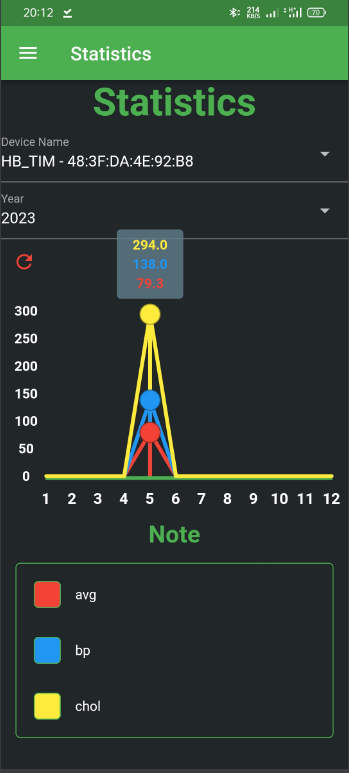 20:12 214 KB/S H+ 70
Statistics
Statistics
Device Name
HB_TIM - 48:3F:DA:4E:92:B8
Year
2023
294.0
138.0
79.3
300
250
200
150
100
50
0
1 2 3 4 5 6 7 8 9 10 11 12
Note
avg
bp
chol